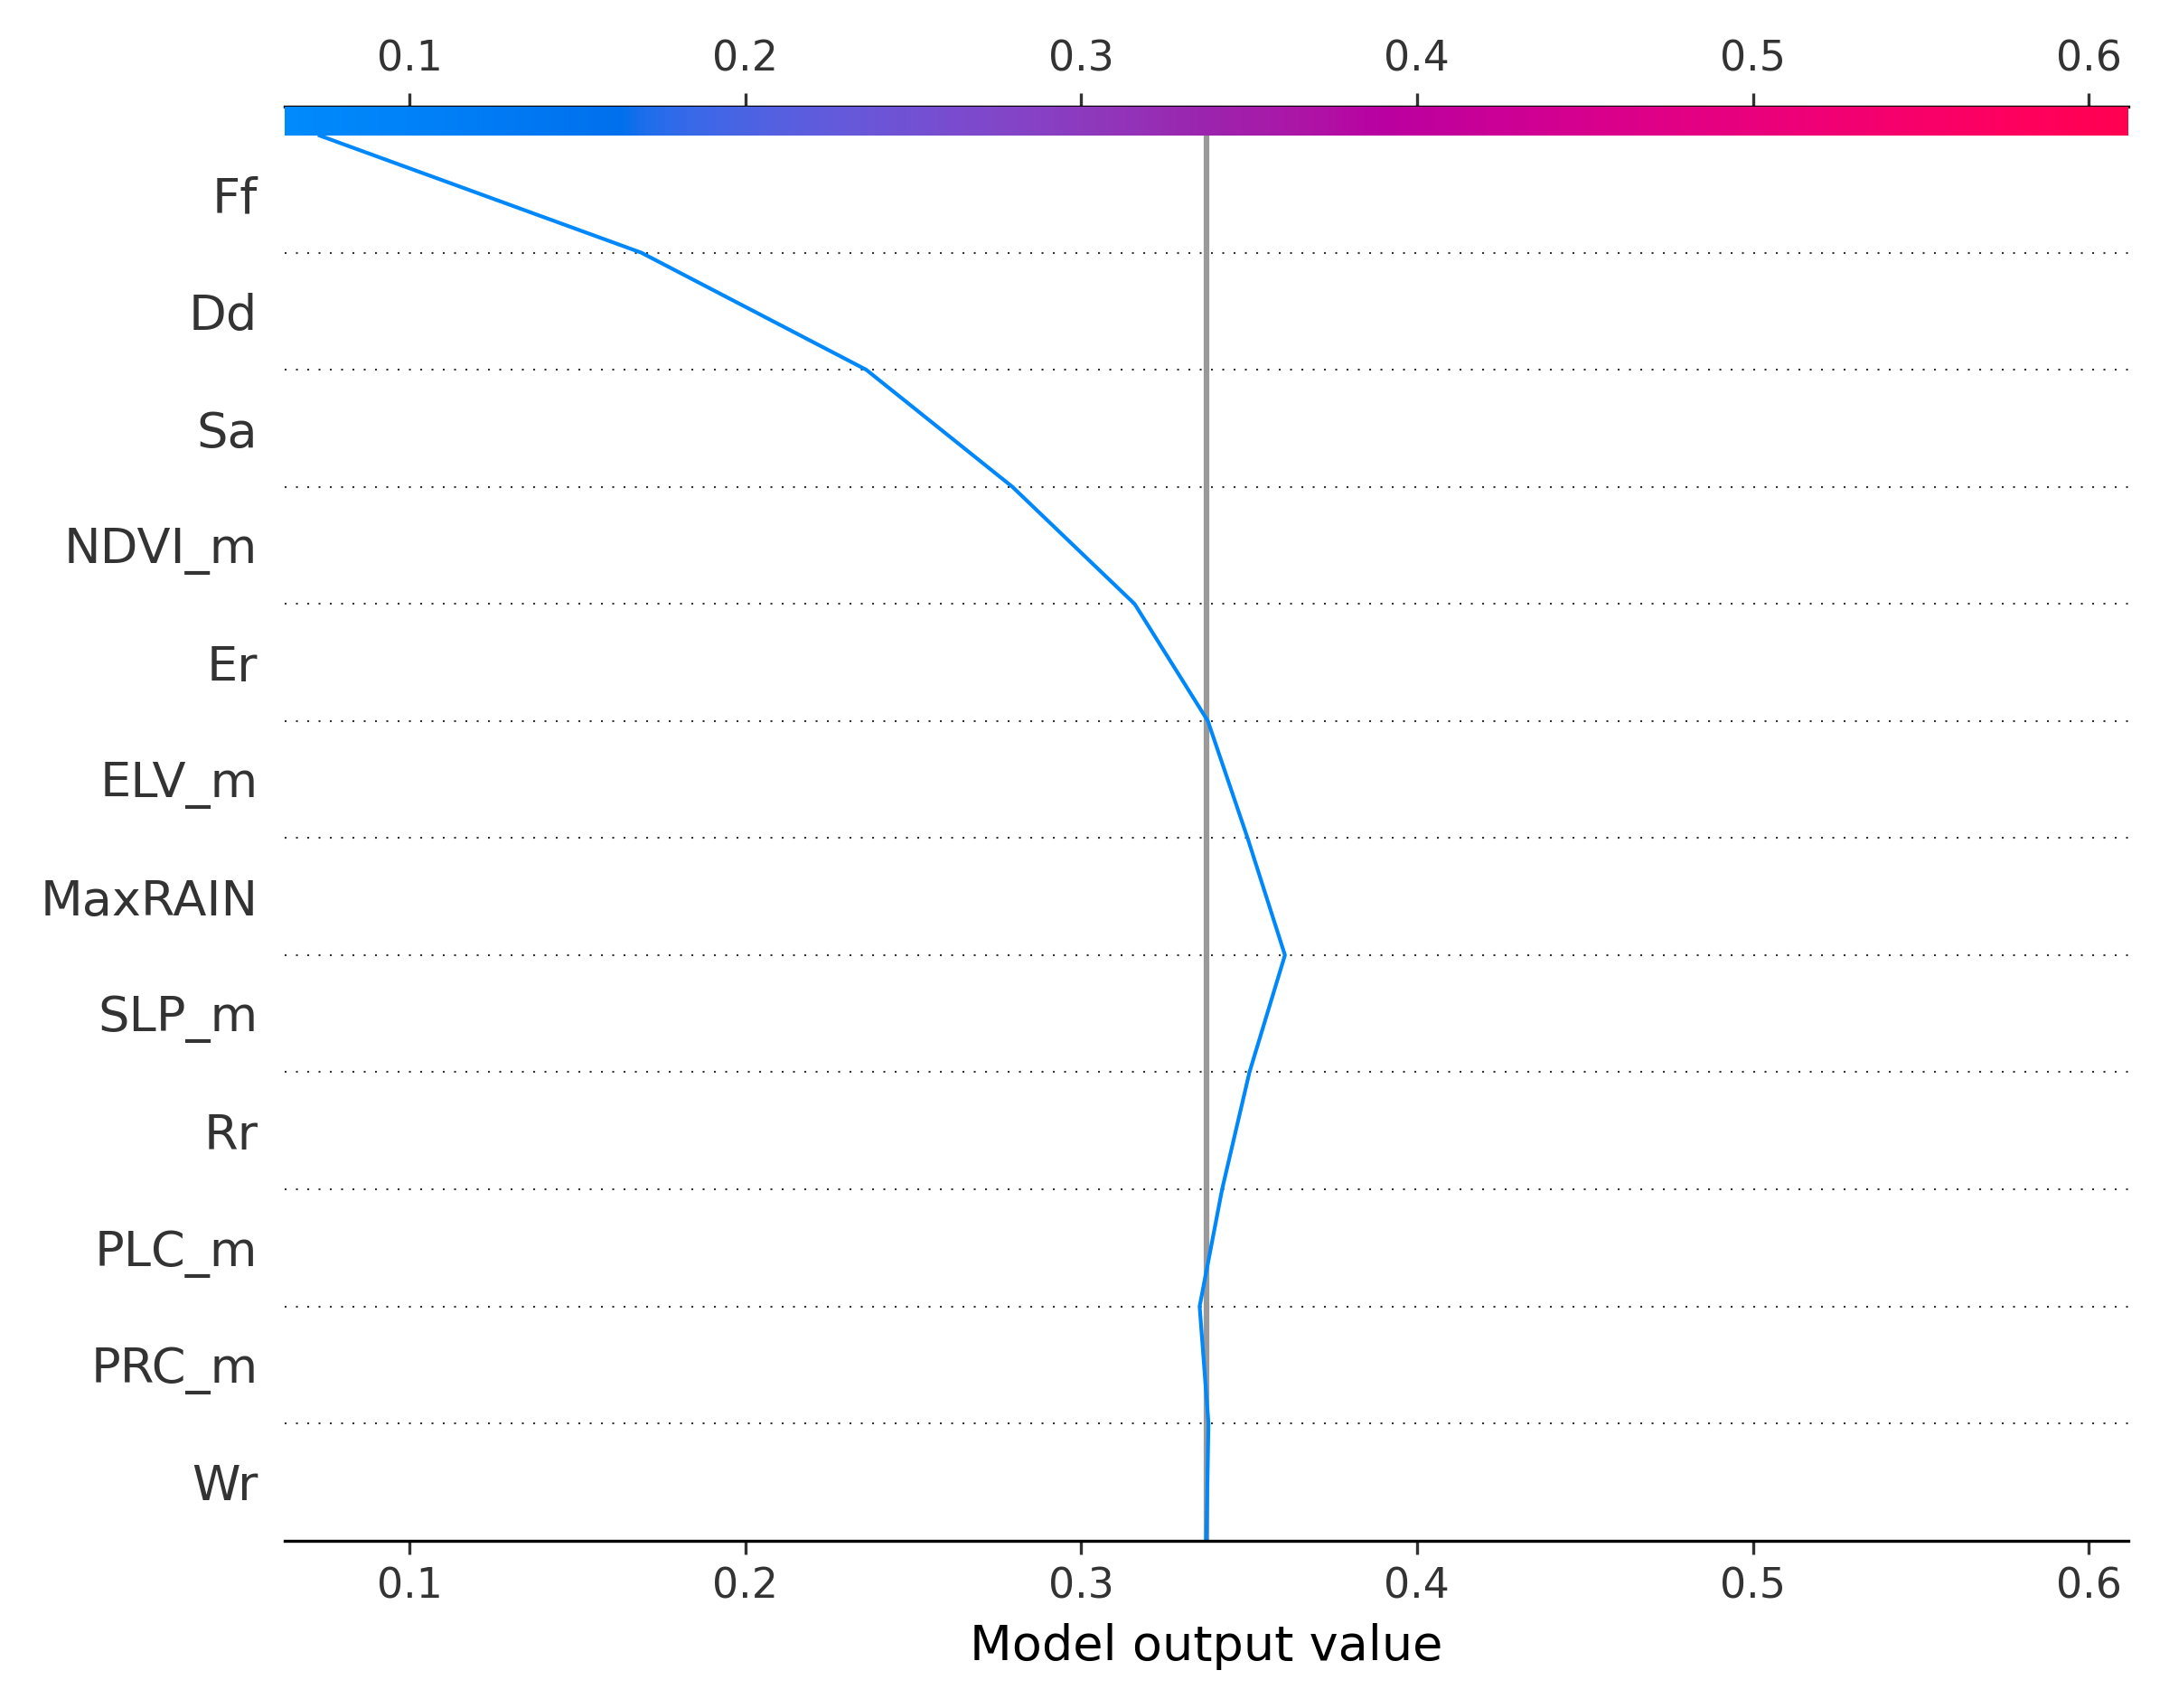 0.1 0.2 0.3 0.4 0.5 0.6
Ff
Dd
Sa
NDVI_m
Er
ELV_m
MaxRAIN
SLP_m
Rr
PLC_m
PRC_m
Wr
0.1 0.2 0.3 0.4 0.5 0.6
Model output value